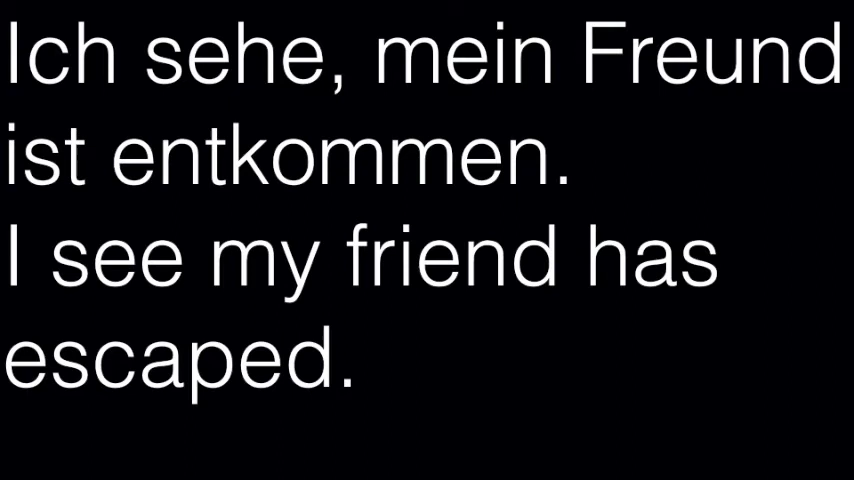 Ich sehe, mein Freund
ist entkommen.
I see my friend has
escaped.